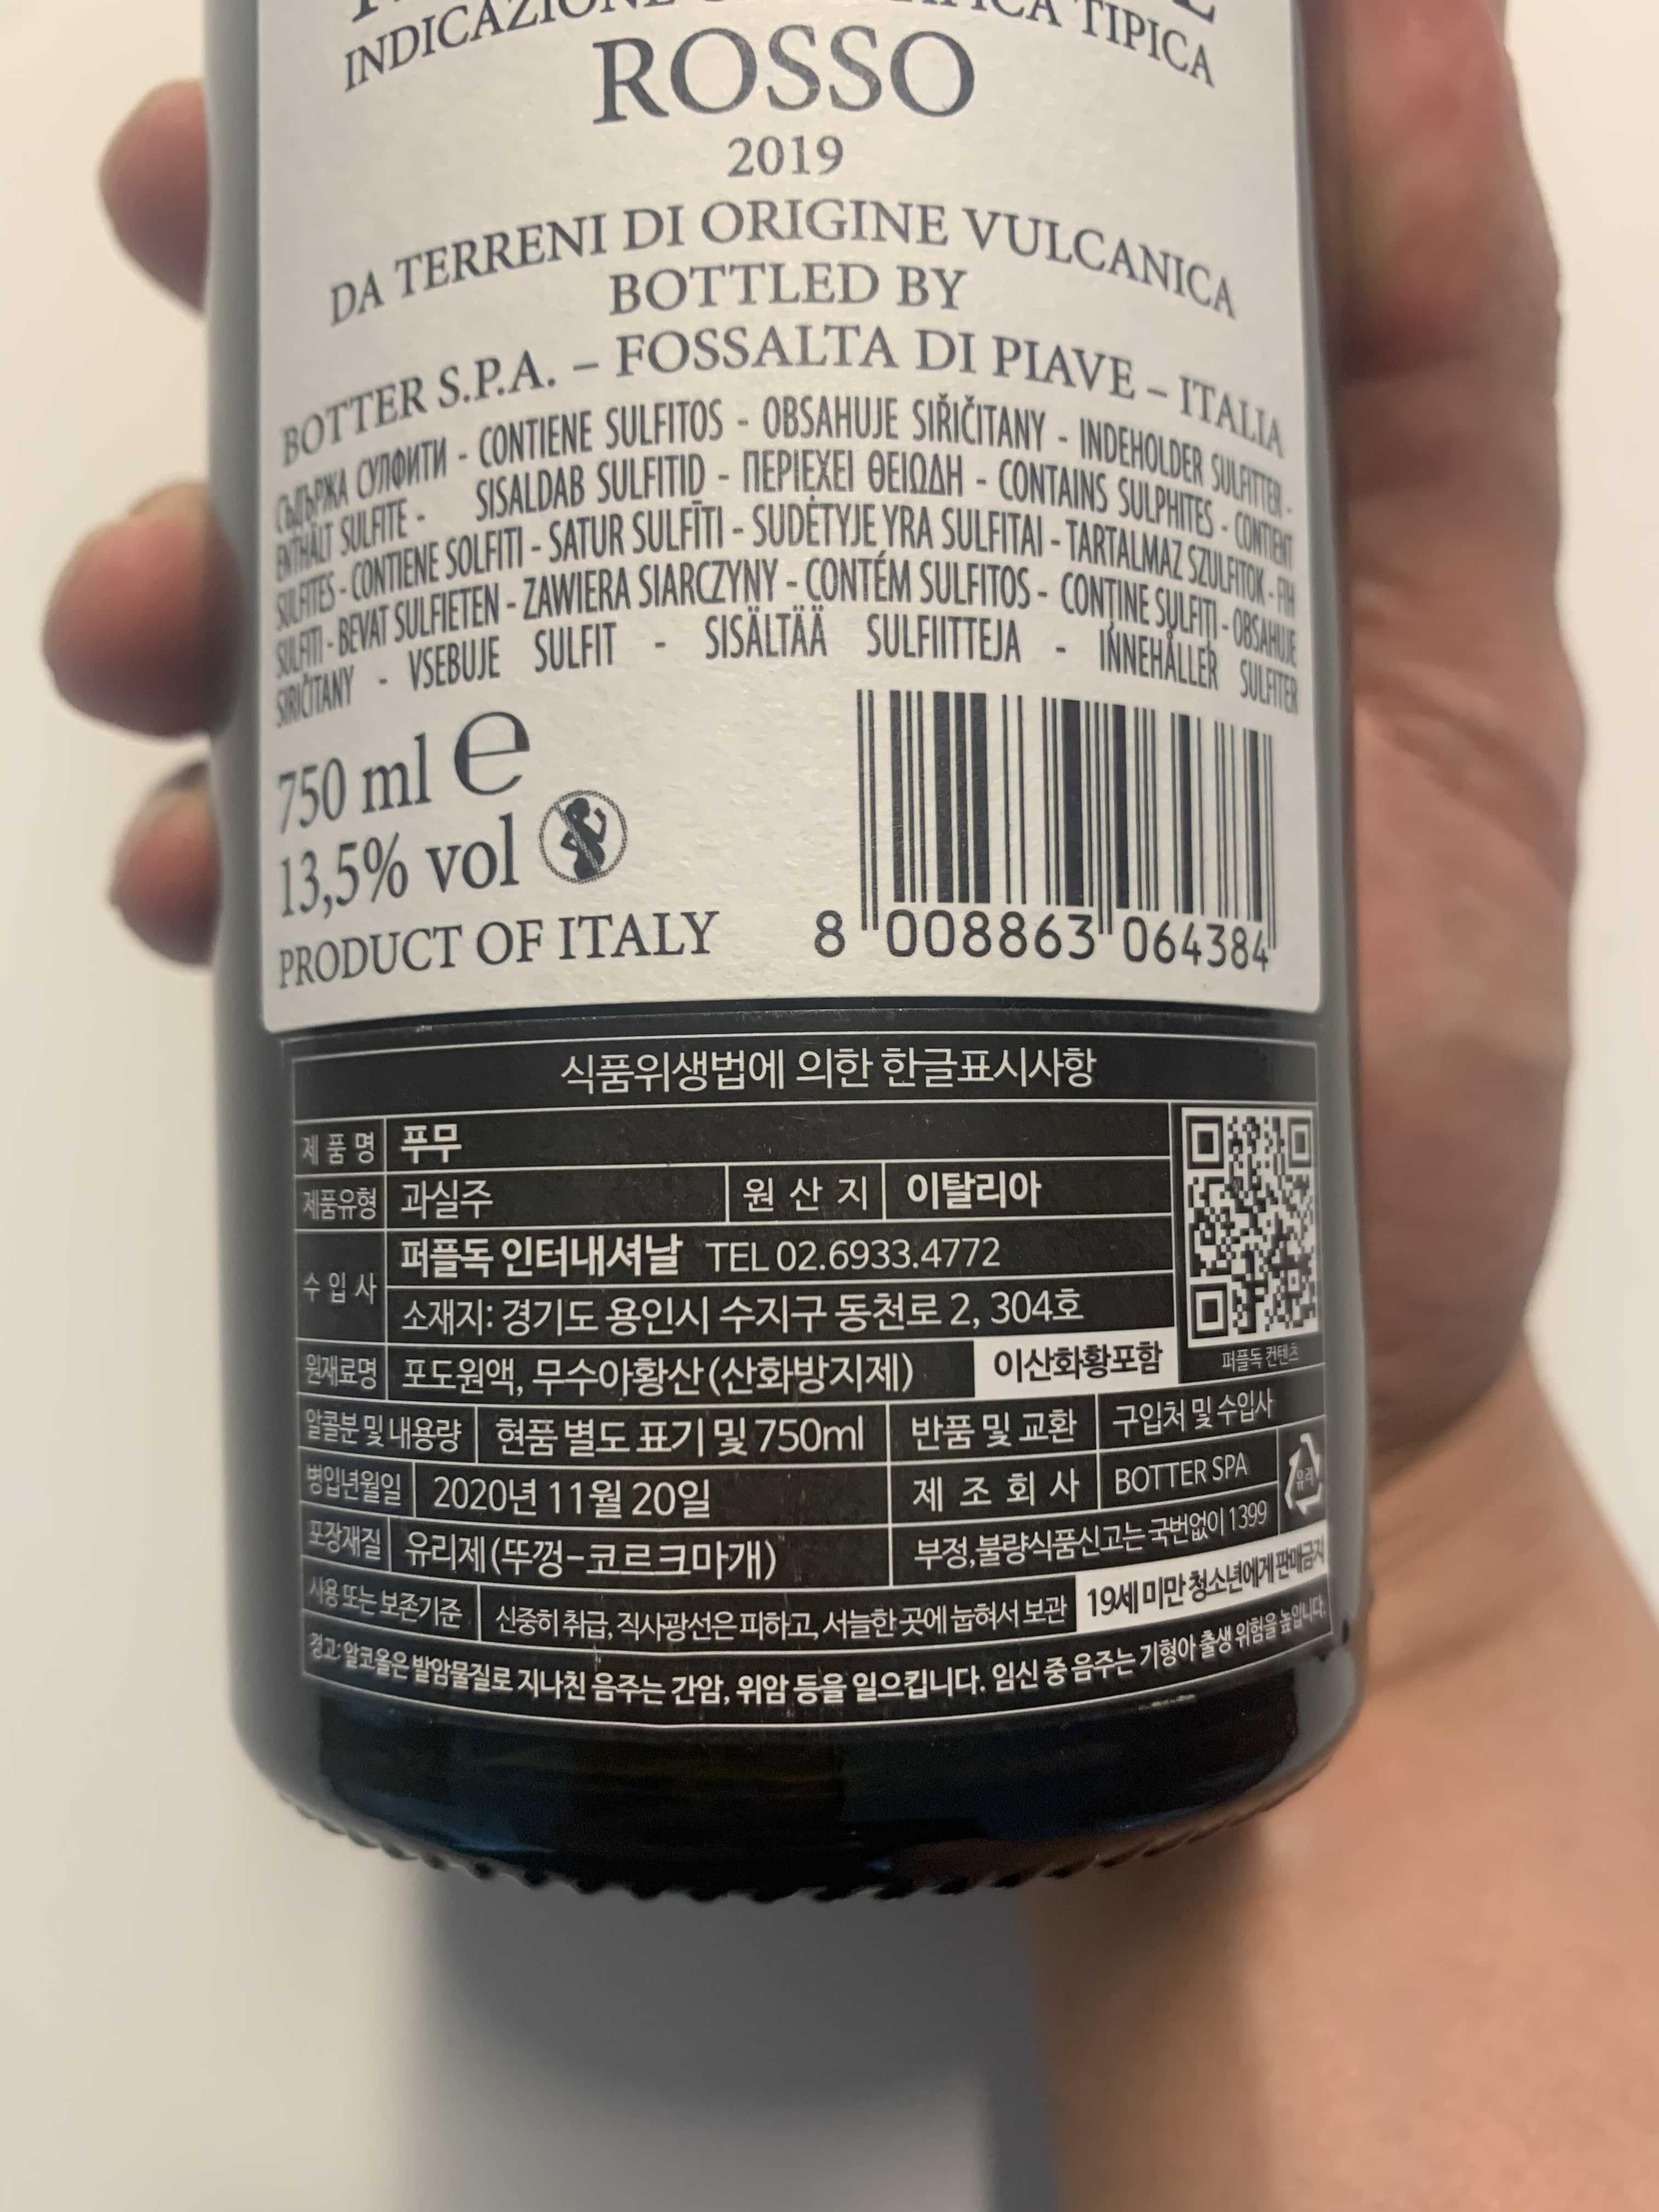 INDICAZIONE TIPICA
ROSSO
2019
DA TERRENI DI ORIGINE VULCANICA
BOTTLED BY
BOTTER S.P.A. – FOSSALTA DI PIAVE – ITALIA
СЪДЪРЖА СУЛФИТИ - CONTIENE SULFITOS - OBSAHUJE SIŘIČITANY - INDEHOLDER SULFITTER -
ENTHÄLT SULFITE - SISALDAB SULFITID - ΠΕΡΙΕΧΕΙ ΘΕΙΩΔΗ - CONTAINS SULPHITES - CONTIENT
SULFITES - CONTIENE SOLFITI - SATUR SULFĪTI - SUDĖTYJE YRA SULFITAI - TARTALMAZ SZULFITOK - FIH
SULFITI - BEVAT SULFIETEN - ZAWIERA SIARCZYNY - CONTÉM SULFITOS - CONŢINE SULFIŢI - OBSAHUJE
SIRIČITANY - VSEBUJE SULFIT - SISÄLTÄÄ SULFIITTEJA - INNEHÅLLER SULFITER
750 ml e
13,5% vol
PRODUCT OF ITALY
8 008863 064384
식품위생법에 의한 한글표시사항
제품명 푸무
제품유형 과실주 원산지 이탈리아
수입사 퍼플독 인터내셔날 TEL 02.6933.4772
소재지: 경기도 용인시 수지구 동천로 2, 304호
퍼플독 컨텐츠
원재료명 포도원액, 무수아황산(산화방지제) 이산화황포함
알콜분 및 내용량 현품 별도 표기 및 750ml 반품 및 교환 구입처 및 수입사
병입년월일 2020년 11월 20일 제조회사 BOTTER SPA 유리
포장재질 유리제(뚜껑-코르크마개) 부정,불량식품신고는 국번없이 1399
사용 또는 보존기준 신중히 취급, 직사광선은 피하고, 서늘한 곳에 눕혀서 보관 19세 미만 청소년에게 판매금지
경고: 알코올은 발암물질로 지나친 음주는 간암, 위암 등을 일으킵니다. 임신 중 음주는 기형아 출생 위험을 높입니다.